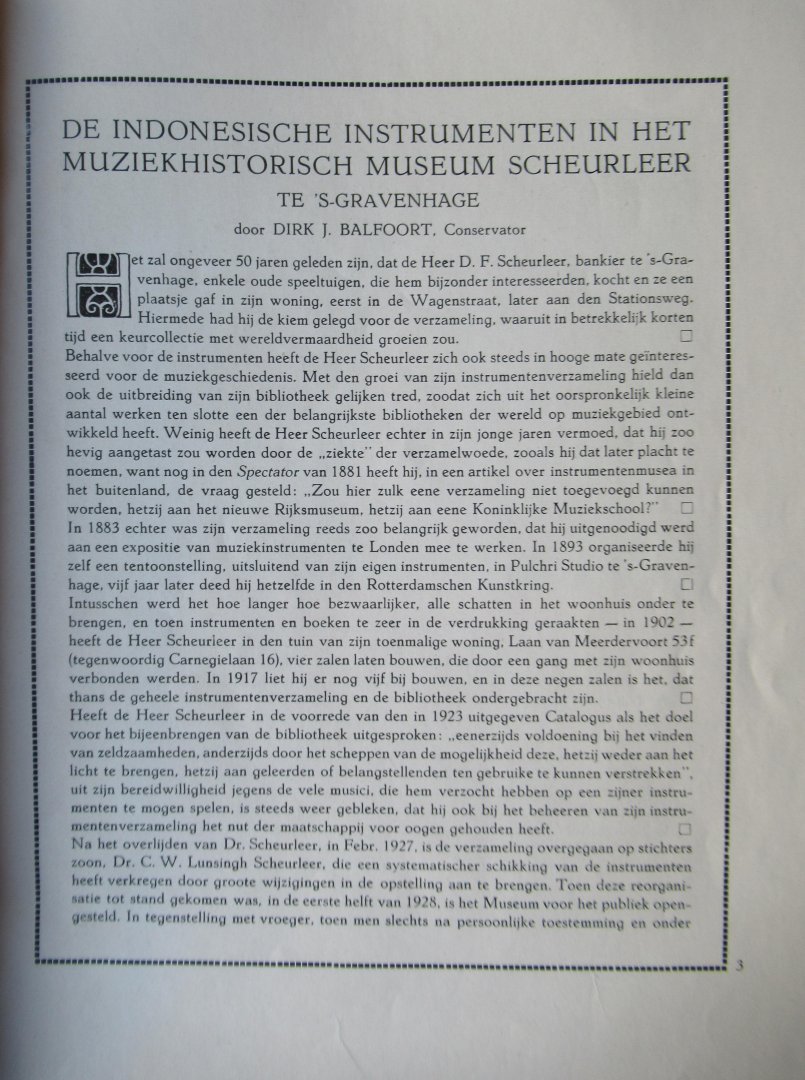 DE INDONESISCHE INSTRUMENTEN IN HET
MUZIEKHISTORISCH MUSEUM SCHEURLEER
TE 'S-GRAVENHAGE
door DIRK J. BALFOORT, Conservator
Het zal ongeveer 50 jaren geleden zijn, dat de Heer D. F. Scheurleer, bankier te 's-Gra-
venhage, enkele oude speeltuigen, die hem bijzonder interesseerden, kocht en ze een
plaatsje gaf in zijn woning, eerst in de Wagenstraat, later aan den Stationsweg.
Hiermede had hij de kiem gelegd voor de verzameling, waaruit in betrekkelijk korten
tijd een keurcollectie met wereldvermaardheid groeien zou.
Behalve voor de instrumenten heeft de Heer Scheurleer zich ook steeds in hooge mate geïnteres-
seerd voor de muziekgeschiedenis. Met den groei van zijn instrumentenverzameling hield dan
ook de uitbreiding van zijn bibliotheek gelijken tred, zoodat zich uit het oorspronkelijk kleine
aantal werken ten slotte een der belangrijkste bibliotheken der wereld op muziekgebied ont-
wikkeld heeft. Weinig heeft de Heer Scheurleer echter in zijn jonge jaren vermoed, dat hij zoo
hevig aangetast zou worden door de „ziekte" der verzamelwoede, zooals hij dat later placht te
noemen, want nog in den Spectator van 1881 heeft hij, in een artikel over instrumentenmusea in
het buitenland, de vraag gesteld: „Zou hier zulk eene verzameling niet toegevoegd kunnen
worden, hetzij aan het nieuwe Rijksmuseum, hetzij aan eene Koninklijke Muziekschool?"
In 1883 echter was zijn verzameling reeds zoo belangrijk geworden, dat hij uitgenoodigd werd
aan een expositie van muziekinstrumenten te Londen mee te werken. In 1893 organiseerde hij
zelf een tentoonstelling, uitsluitend van zijn eigen instrumenten, in Pulchri Studio te 's-Graven-
hage, vijf jaar later deed hij hetzelfde in den Rotterdamschen Kunstkring.
Intusschen werd het hoe langer hoe bezwaarlijker, alle schatten in het woonhuis onder te
brengen, en toen instrumenten en boeken te zeer in de verdrukking geraakten — in 1902 —
heeft de Heer Scheurleer in den tuin van zijn toenmalige woning, Laan van Meerdervoort 53f
(tegenwoordig Carnegielaan 16), vier zalen laten bouwen, die door een gang met zijn woonhuis
verbonden werden. In 1917 liet hij er nog vijf bij bouwen, en in deze negen zalen is het, dat
thans de geheele instrumentenverzameling en de bibliotheek ondergebracht zijn.
Heeft de Heer Scheurleer in de voorrede van den in 1923 uitgegeven Catalogus als het doel
voor het bijeenbrengen van de bibliotheek uitgesproken: „eenerzijds voldoening bij het vinden
van zeldzaamheden, anderzijds door het scheppen van de mogelijkheid deze, hetzij weder aan het
licht te brengen, hetzij aan geleerden of belangstellenden ten gebruike te kunnen verstrekken",
uit zijn bereidwilligheid jegens de vele musici, die hem verzocht hebben op een zijner instru-
menten te mogen spelen, is steeds weer gebleken, dat hij ook bij het beheeren van zijn instru-
mentenverzameling het nut der maatschappij voor oogen gehouden heeft.
Na het overlijden van Dr. Scheurleer, in Febr. 1927, is de verzameling overgegaan op stichters
zoon, Dr. C. W. Lunsingh Scheurleer, die een systematischer schikking van de instrumenten
heeft verkregen door groote wijzigingen in de opstelling aan te brengen. Toen deze reorgani-
satie tot stand gekomen was, in de eerste helft van 1928, is het Museum voor het publiek open-
gesteld. In tegenstelling met vroeger, toen men slechts na persoonlijke toestemming en onder
3